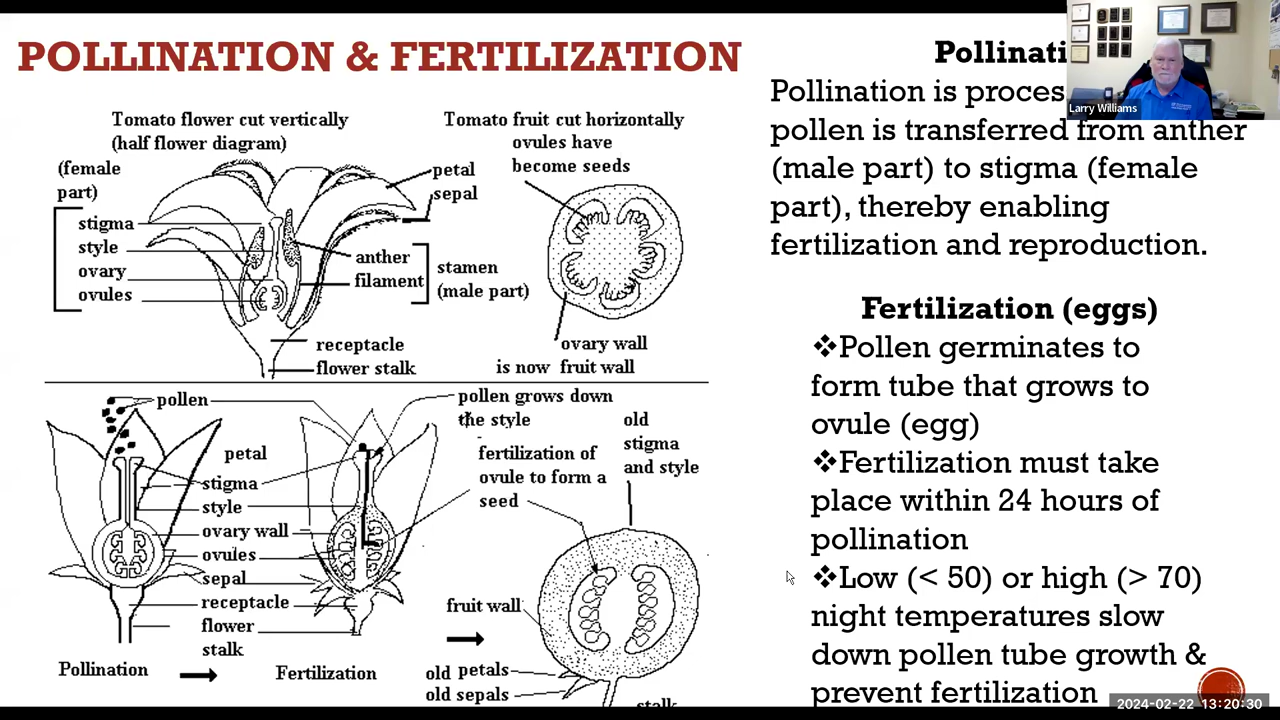 POLLINATION & FERTILIZATION
Tomato flower cut vertically
(half flower diagram)
(female
part)
stigma
style
ovary
ovules
petal
sepal
anther
filament
stamen
(male part)
receptacle
flower stalk
Tomato fruit cut horizontally
ovules have
become seeds
ovary wall
is now fruit wall
pollen
petal
stigma
style
ovary wall
ovules
sepal
receptacle
flower
stalk
Pollination
Fertilization
pollen grows down
the style
fertilization of
ovule to form a
seed
old
stigma
and style
fruit wall
old petals
old sepals
stalk
Pollination is
pollen is transferred from anther
(male part) to stigma (female
part), thereby enabling
fertilization and reproduction.
Fertilization (eggs)
❖Pollen germinates to
form tube that grows to
ovule (egg)
❖Fertilization must take
place within 24 hours of
pollination
❖Low (< 50) or high (> 70)
night temperatures slow
down pollen tube growth &
prevent fertilization
Larry Williams
2024-02-22 13:20:30